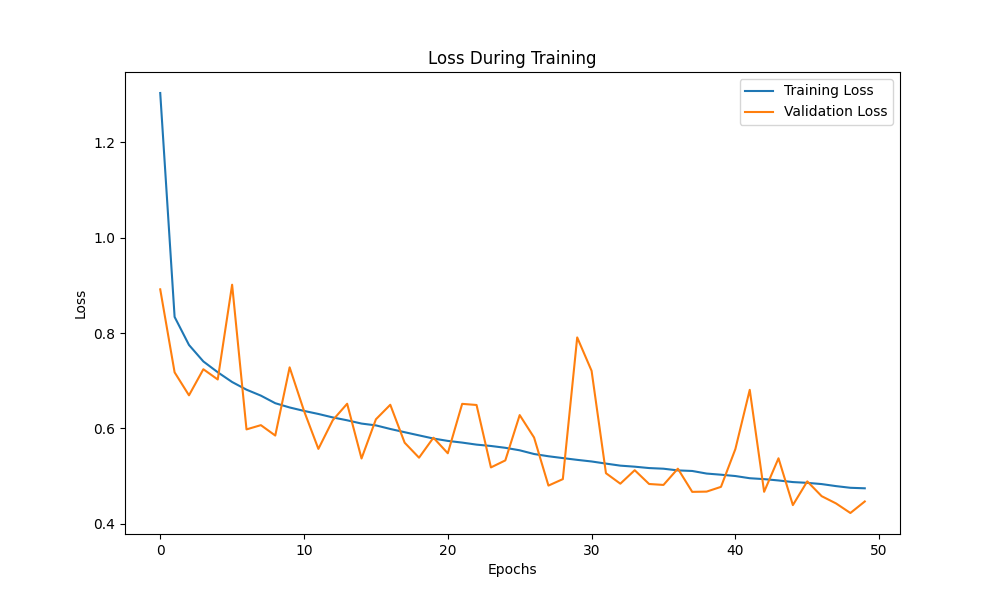 Loss During Training
Training Loss
Validation Loss
1.2
1.0
0.8
0.6
0.4
Loss
0 10 20 30 40 50
Epochs